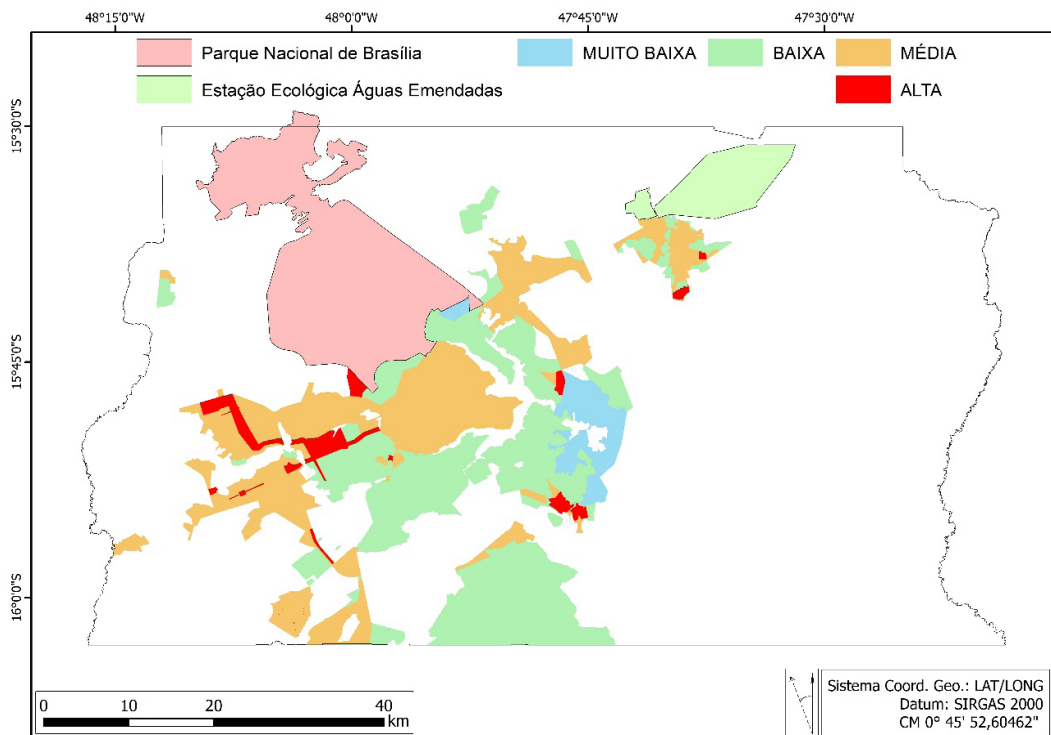 48°15'0"W 48°0'0"W 47°45'0"W 47°30'0"W
Parque Nacional de Brasília MUITO BAIXA BAIXA MÉDIA
Estação Ecológica Águas Emendadas ALTA
15°30'0"S
15°45'0"S
16°0'0"S
0 10 20 40
km
Sistema Coord. Geo.: LAT/LONG
Datum: SIRGAS 2000
CM 0° 45' 52,60462"